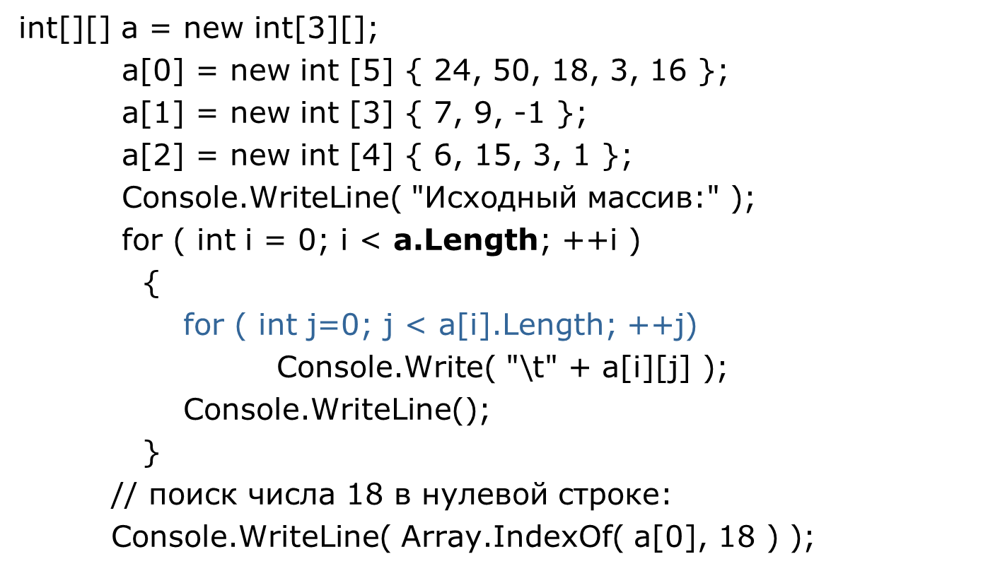 int[][] a = new int[3][];
a[0] = new int [5] { 24, 50, 18, 3, 16 };
a[1] = new int [3] { 7, 9, -1 };
a[2] = new int [4] { 6, 15, 3, 1 };
Console.WriteLine( "Исходный массив:" );
for ( int i = 0; i < a.Length; ++i )
{
for ( int j=0; j < a[i].Length; ++j)
Console.Write( "\t" + a[i][j] );
Console.WriteLine();
}
// поиск числа 18 в нулевой строке:
Console.WriteLine( Array.IndexOf( a[0], 18 ) );